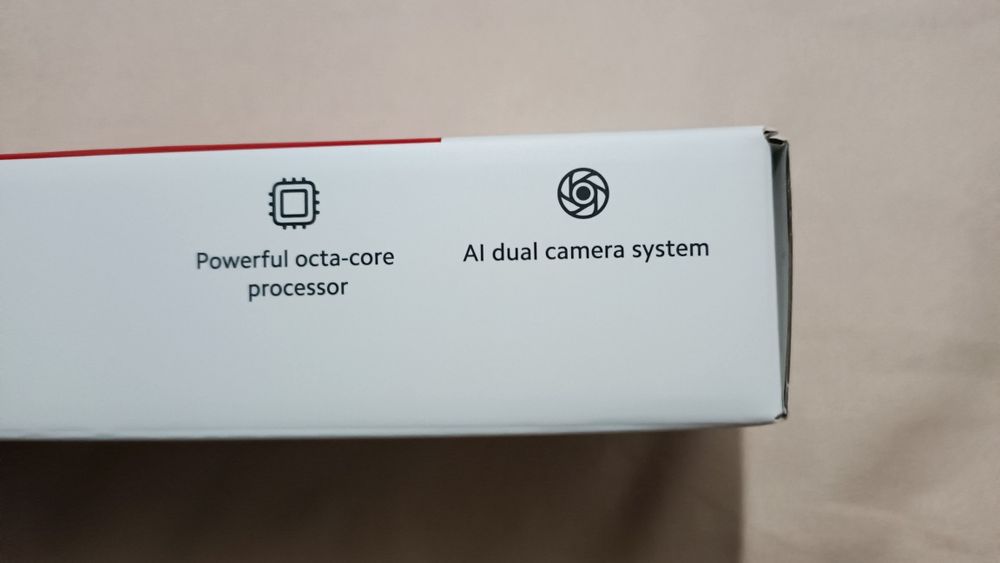 Powerful octa-core
processor
AI dual camera system